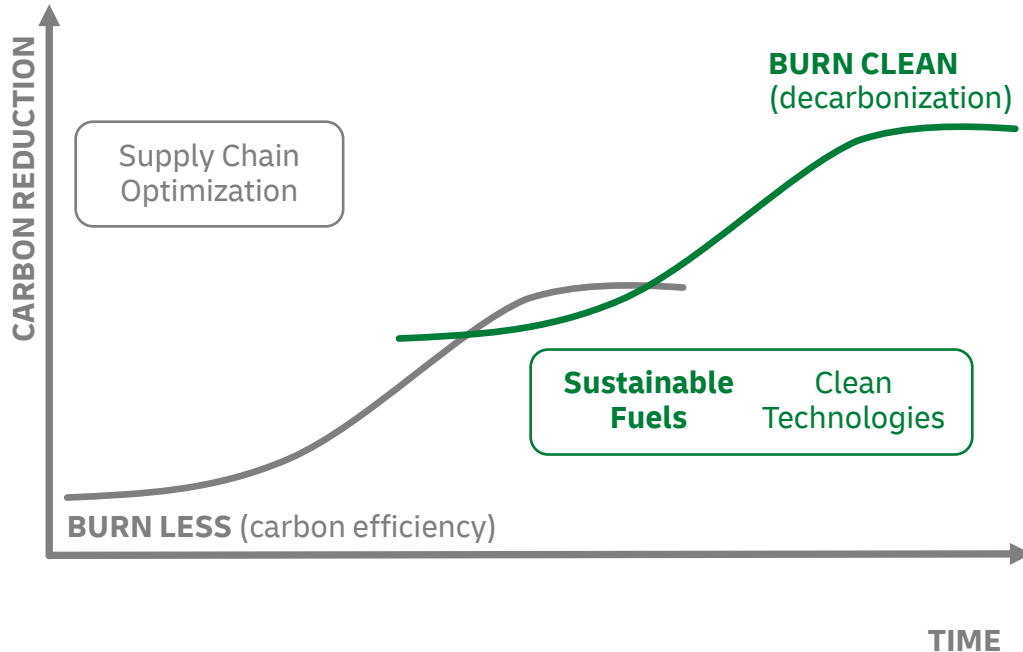 CARBON REDUCTION
BURN CLEAN
(decarbonization)
Supply Chain
Optimization
Sustainable
Fuels
Clean
Technologies
BURN LESS (carbon efficiency)
TIME